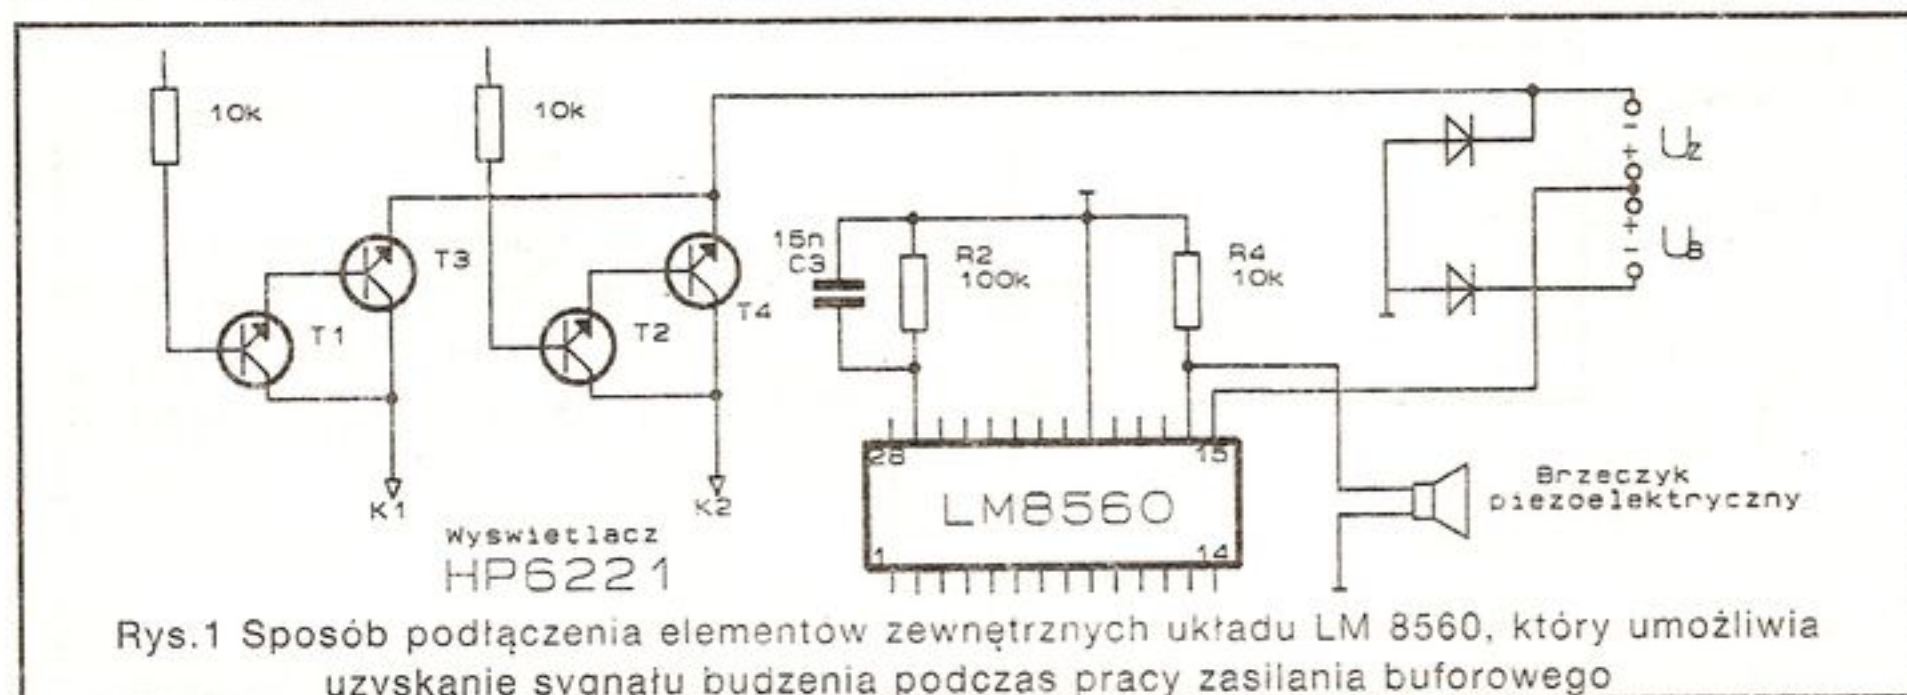 10k
10k
T3
T1
T4
T2
15n
C3
R2
100k
R4
10k
UZ
UB
K1
K2
28
15
LM8560
1
14
Wyswietlacz
HP6221
Brzeczyk
piezoelektryczny
Rys.1 Sposób podłączenia elementów zewnętrznych układu LM 8560, który umożliwia
uzyskanie sygnału budzenia podczas pracy zasilania buforowego